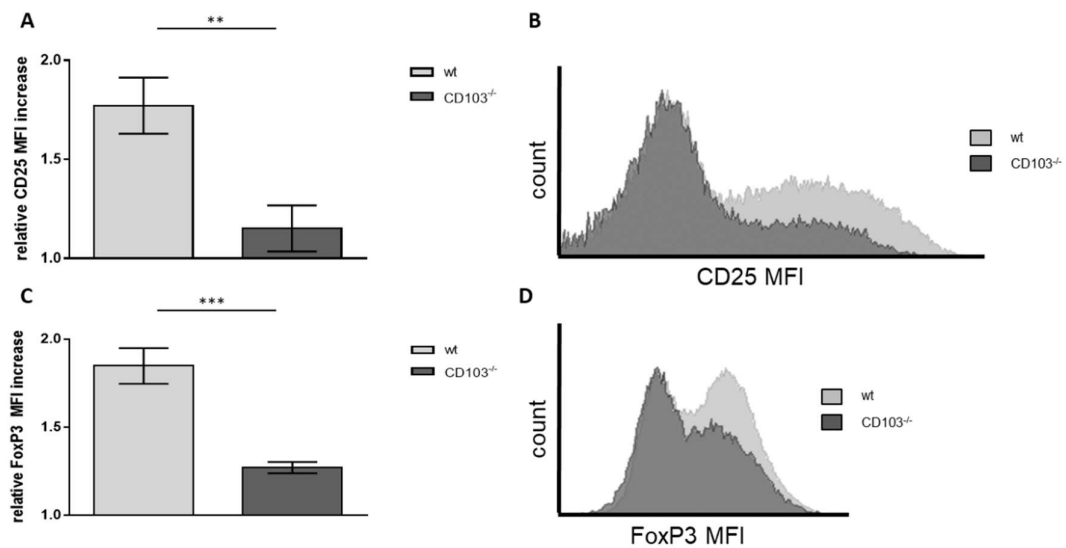 A
**
relative CD25 MFI increase
2.0
1.5
1.0
wt
CD103-/-
B
count
CD25 MFI
wt
CD103-/-
C
***
relative FoxP3 MFI increase
2.0
1.5
1.0
wt
CD103-/-
D
count
FoxP3 MFI
wt
CD103-/-